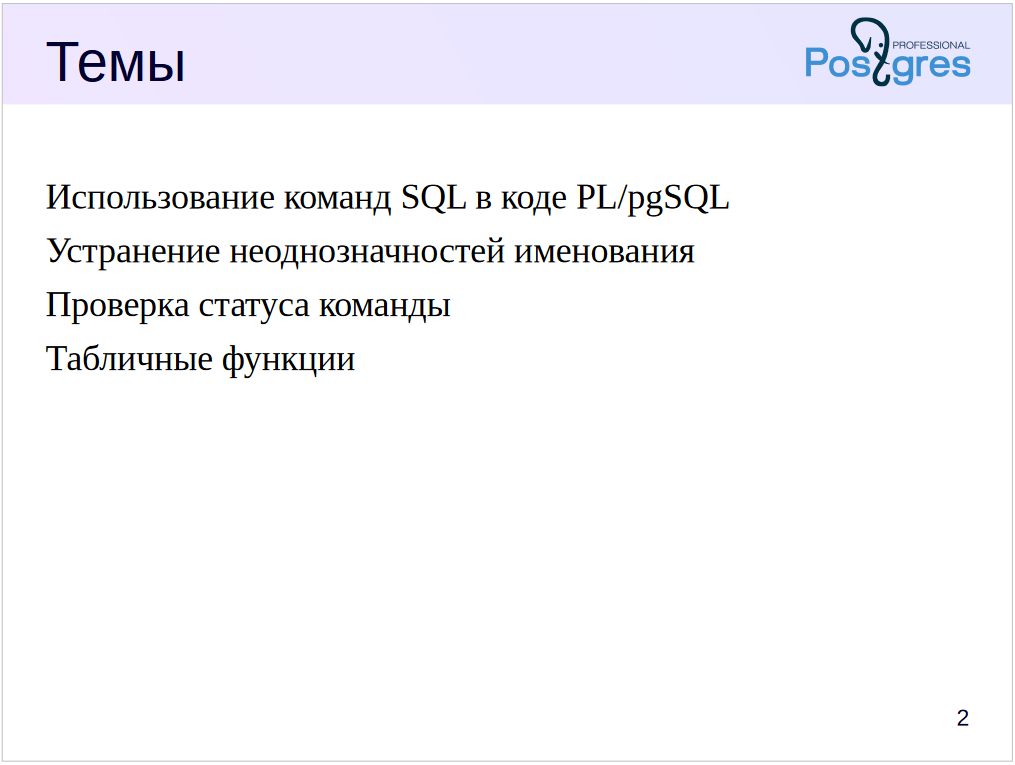 Темы
PROFESSIONAL
Postgres
Использование команд SQL в коде PL/pgSQL
Устранение неоднозначностей именования
Проверка статуса команды
Табличные функции
2